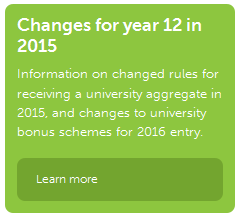 Changes for year 12 in
2015
Information on changed rules for
receiving a university aggregate in
2015, and changes to university
bonus schemes for 2016 entry.
Learn more